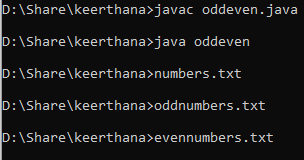 D:\Share\keerthana>javac oddeven.java
D:\Share\keerthana>java oddeven
D:\Share\keerthana>numbers.txt
D:\Share\keerthana>oddnumbers.txt
D:\Share\keerthana>evennumbers.txt